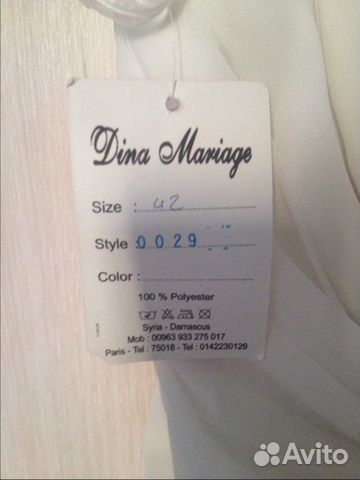 Dina Mariage
Size : 42
Style : 0029
Color :
100 % Polyester
Syria - Damascus
Mob : 00963 933 275 017
Paris - Tel : 75018 - Tel : 0142230129
Avito